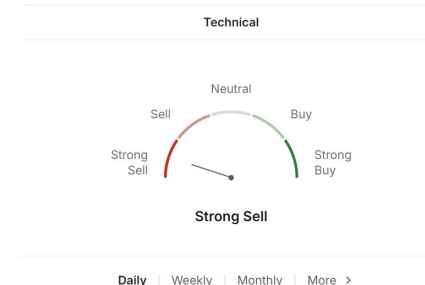 Technical
Neutral
Sell
Buy
Strong
Sell
Strong
Buy
Strong Sell
Daily
Weekly
Monthly
More